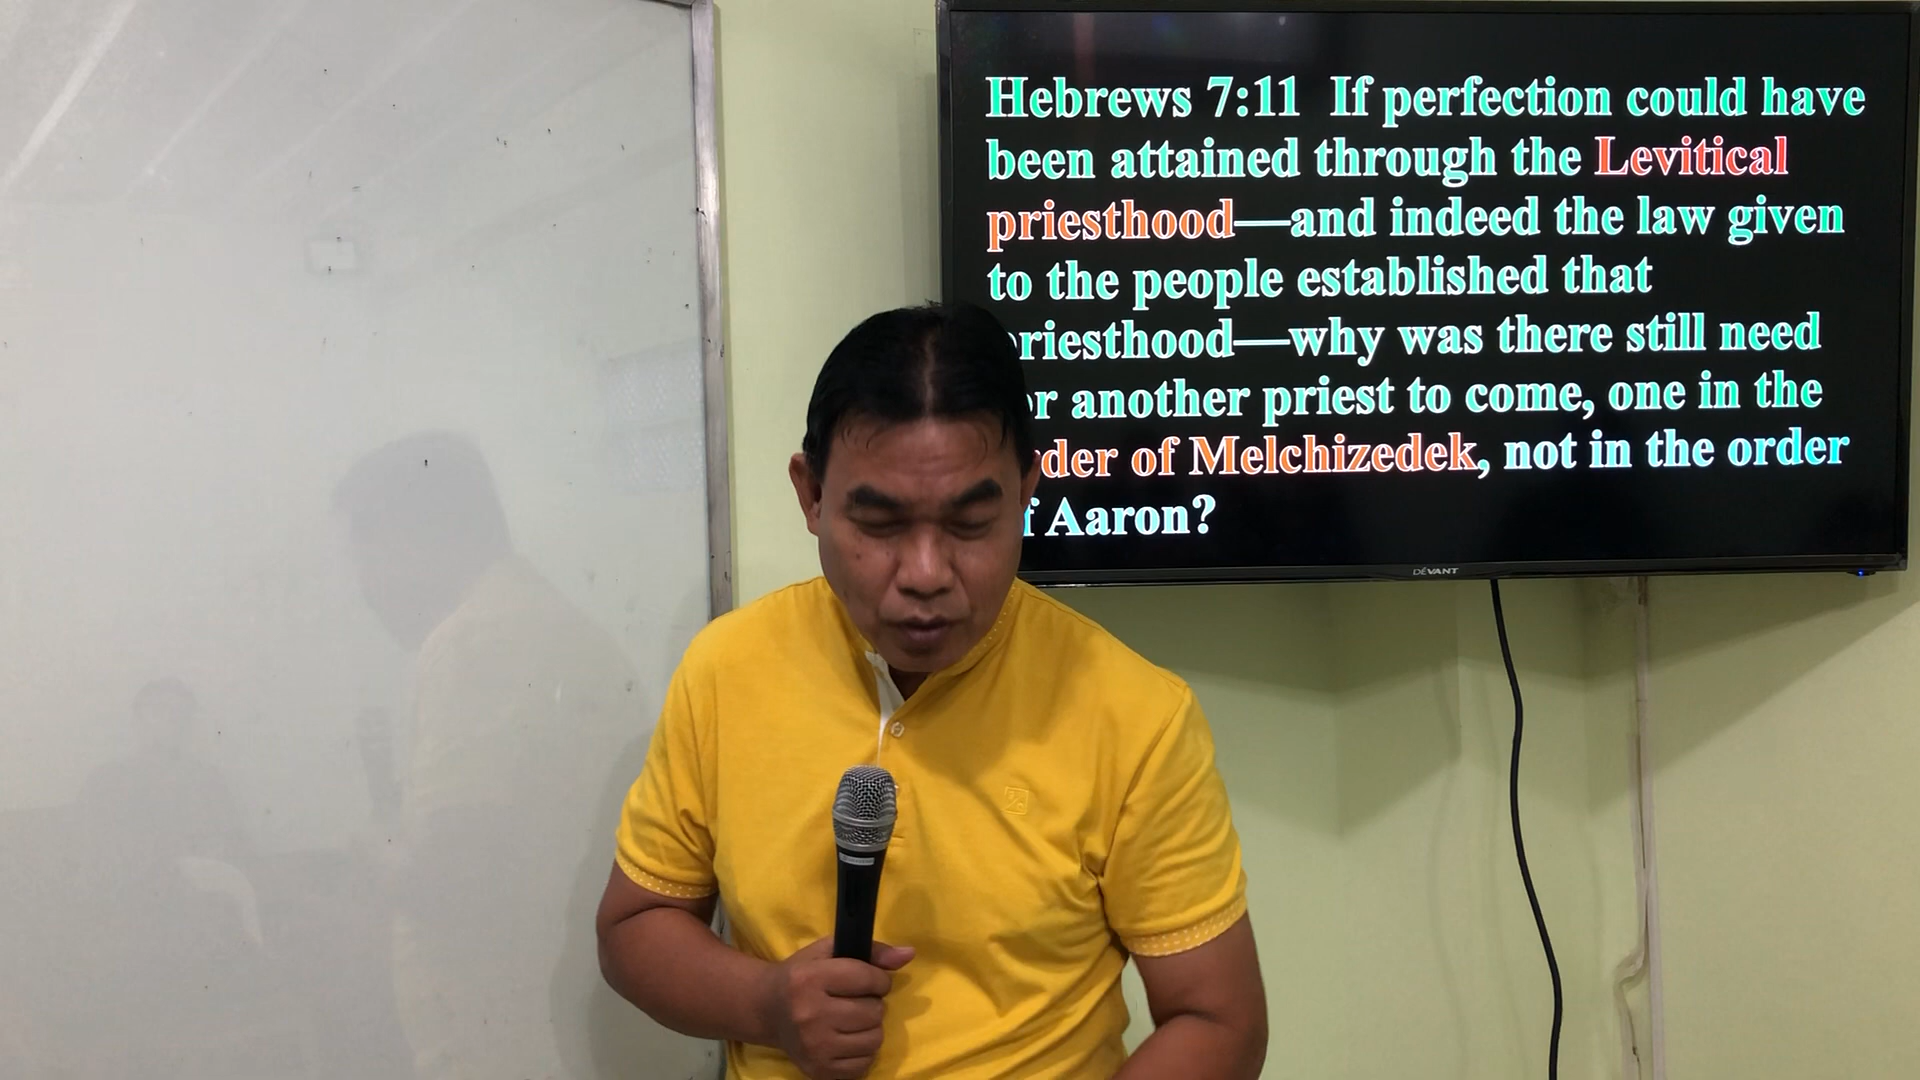 Hebrews 7:11 If perfection could have
been attained through the Levitical
priesthood—and indeed the law given
to the people established that
riesthood—why was there still need
r another priest to come, one in the
der of Melchizedek, not in the order
f Aaron?
DEVANT